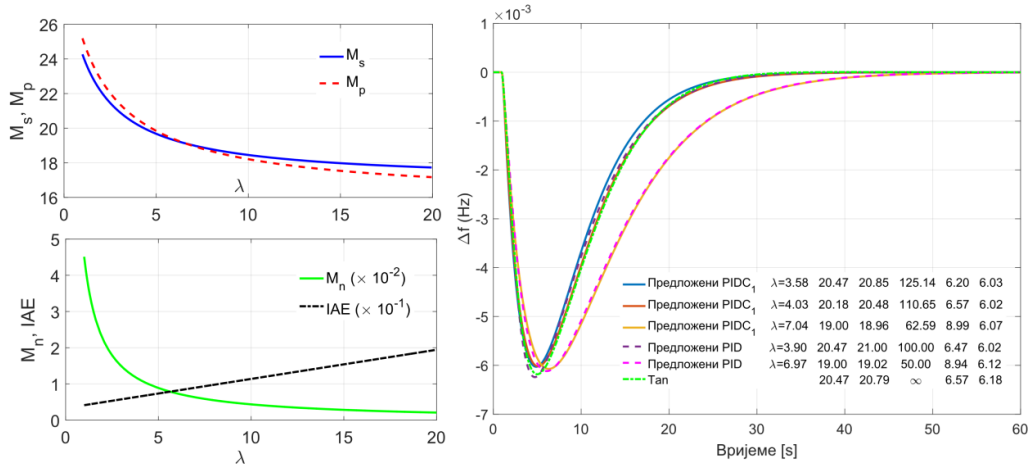 26
24
22
20
18
16
M_s, M_p
M_s
M_p
0 5 10 15 20
λ
5
4
3
2
1
0
M_n, IAE
M_n (× 10^-2)
IAE (× 10^-1)
0 5 10 15 20
λ
×10^-3
1
0
-1
-2
-3
-4
-5
-6
-7
Δf (Hz)
Предложени PIDC_1 λ=3.58 20.47 20.85 125.14 6.20 6.03
Предложени PIDC_1 λ=4.03 20.18 20.48 110.65 6.57 6.02
Предложени PIDC_1 λ=7.04 19.00 18.96 62.59 8.99 6.07
Предложени PID λ=3.90 20.47 21.00 100.00 6.47 6.02
Предложени PID λ=6.97 19.00 19.02 50.00 8.94 6.12
Tan 20.47 20.79 ∞ 6.57 6.18
0 10 20 30 40 50 60
Вријеме [s]